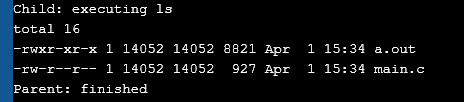 Child: executing ls
total 16
-rwxr-xr-x 1 14052 14052 8821 Apr  1 15:34 a.out
-rw-r--r-- 1 14052 14052  927 Apr  1 15:34 main.c
Parent: finished